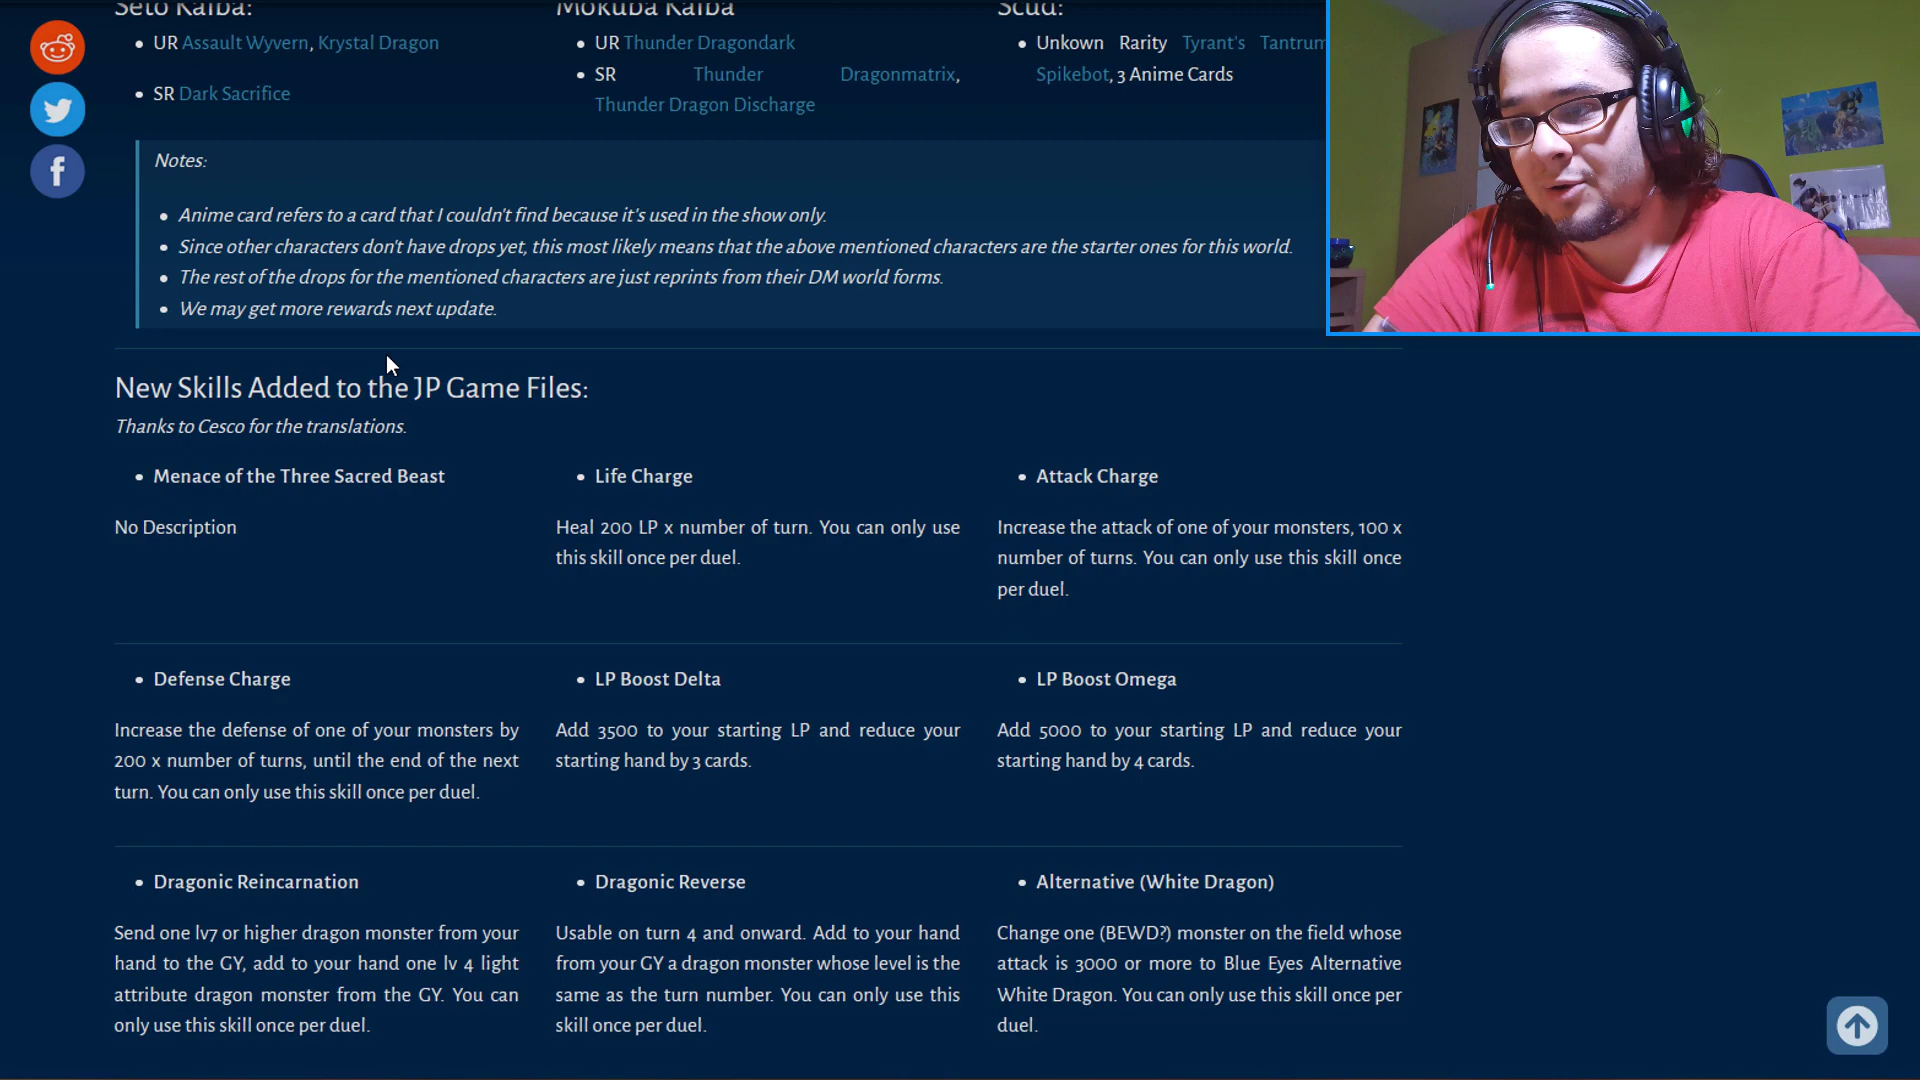 Seto Kaiba:
Mokuba Kaiba
Scud:
UR Assault Wyvern, Krystal Dragon
SR Dark Sacrifice
UR Thunder Dragondark
SR Thunder Dragonmatrix,
Thunder Dragon Discharge
Unkown Rarity Tyrant's Tantrum
Spikebot, 3 Anime Cards
Notes:
Anime card refers to a card that I couldn't find because it's used in the show only.
Since other characters don't have drops yet, this most likely means that the above mentioned characters are the starter ones for this world.
The rest of the drops for the mentioned characters are just reprints from their DM world forms.
We may get more rewards next update.
New Skills Added to the JP Game Files:
Thanks to Cesco for the translations.
Menace of the Three Sacred Beast
No Description
Life Charge
Heal 200 LP x number of turn. You can only use
this skill once per duel.
Attack Charge
Increase the attack of one of your monsters, 100 x
number of turns. You can only use this skill once
per duel.
Defense Charge
Increase the defense of one of your monsters by
200 x number of turns, until the end of the next
turn. You can only use this skill once per duel.
LP Boost Delta
Add 3500 to your starting LP and reduce your
starting hand by 3 cards.
LP Boost Omega
Add 5000 to your starting LP and reduce your
starting hand by 4 cards.
Dragonic Reincarnation
Send one lv7 or higher dragon monster from your
hand to the GY, add to your hand one lv 4 light
attribute dragon monster from the GY. You can
only use this skill once per duel.
Dragonic Reverse
Usable on turn 4 and onward. Add to your hand
from your GY a dragon monster whose level is the
same as the turn number. You can only use this
skill once per duel.
Alternative (White Dragon)
Change one (BEWD?) monster on the field whose
attack is 3000 or more to Blue Eyes Alternative
White Dragon. You can only use this skill once per
duel.